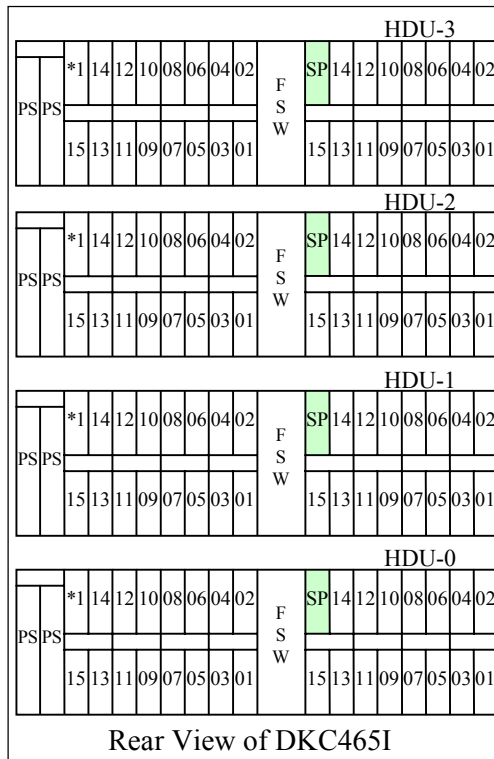 HDU-3
*1 14 12 10 08 06 04 02 SP 14 12 10 08 06 04 02
PS PS FSW
15 13 11 09 07 05 03 01 15 13 11 09 07 05 03 01
HDU-2
*1 14 12 10 08 06 04 02 SP 14 12 10 08 06 04 02
PS PS FSW
15 13 11 09 07 05 03 01 15 13 11 09 07 05 03 01
HDU-1
*1 14 12 10 08 06 04 02 SP 14 12 10 08 06 04 02
PS PS FSW
15 13 11 09 07 05 03 01 15 13 11 09 07 05 03 01
HDU-0
*1 14 12 10 08 06 04 02 SP 14 12 10 08 06 04 02
PS PS FSW
15 13 11 09 07 05 03 01 15 13 11 09 07 05 03 01
Rear View of DKC465I